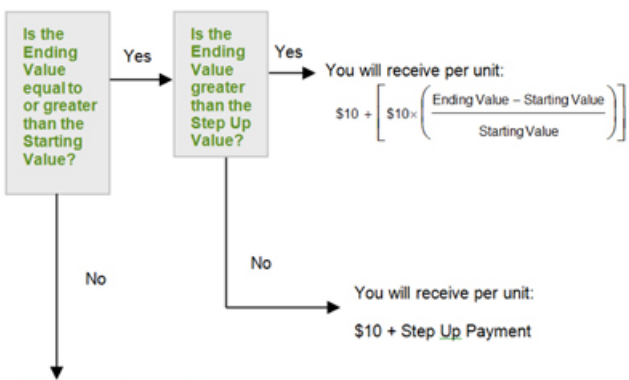 Is the
Ending
Value
equal to
or greater
than the
Starting
Value?
Yes
Is the
Ending
Value
greater
than the
Step Up
Value?
Yes
You will receive per unit:
$10 + [ $10× ( Ending Value – Starting Value
Starting Value ) ]
No
No
You will receive per unit:
$10 + Step Up Payment